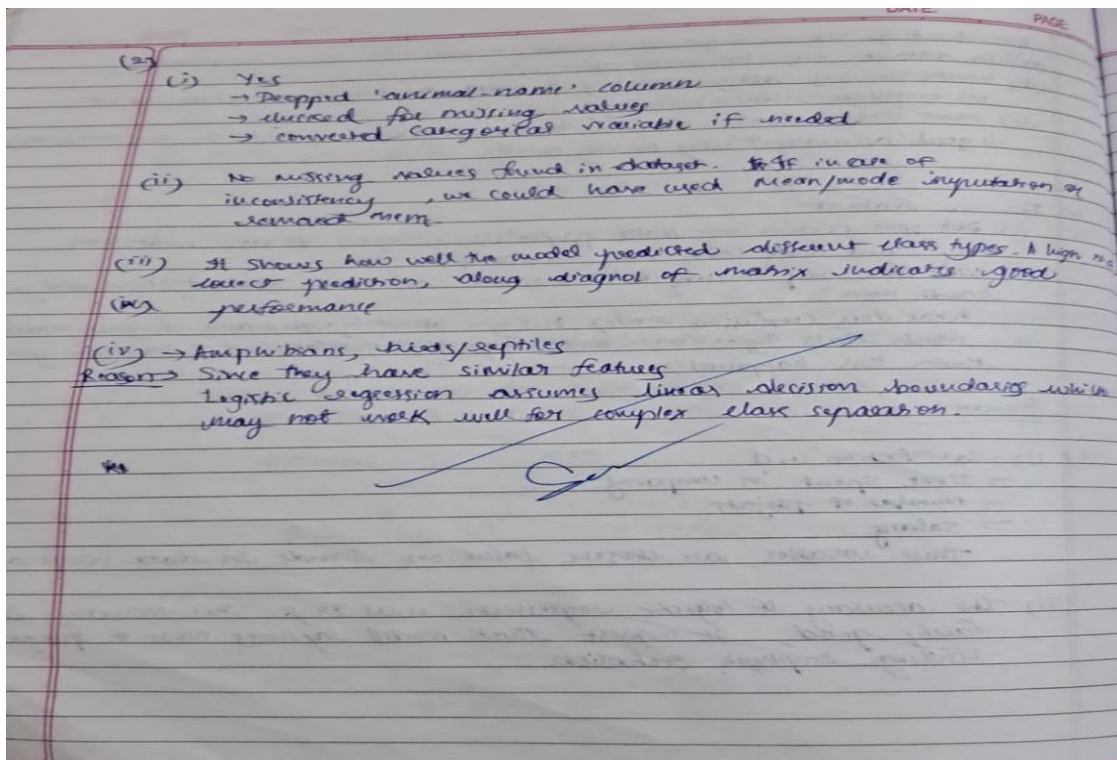 DATE.
PAGE
(2)
(i) Yes
→ Dropped 'animal-name' column
→ checked for missing values
→ converted categorical variable if needed
(ii) No missing values found in dataset. If in case of
inconsistency, we could have used mean/mode imputation or
removed them
(iii) It shows how well the model predicted different class types. A high no
correct prediction, along diagnol of matrix indicates good
performance
(iv) → Amphibians, birds/reptiles
Reason → Since they have similar features
Logistic regression assumes linear decision boundaries which
may not work well for complex class separation.